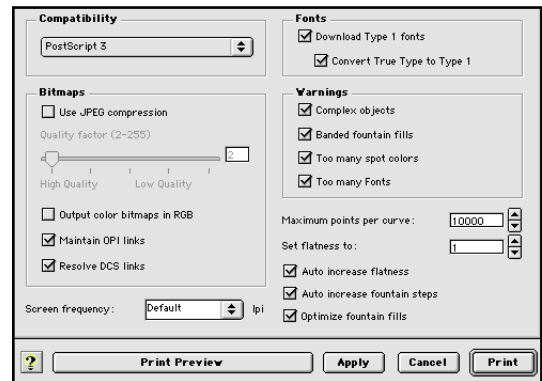 Compatibility
PostScript 3
Bitmaps
Use JPEG compression
Quality factor (2-255)
2
High Quality Low Quality
Output color bitmaps in RGB
Maintain OPI links
Resolve DCS links
Screen frequency: Default lpi
Fonts
Download Type 1 fonts
Convert True Type to Type 1
Warnings
Complex objects
Banded fountain fills
Too many spot colors
Too many Fonts
Maximum points per curve: 10000
Set flatness to: 1
Auto increase flatness
Auto increase fountain steps
Optimize fountain fills
? Print Preview Apply Cancel Print